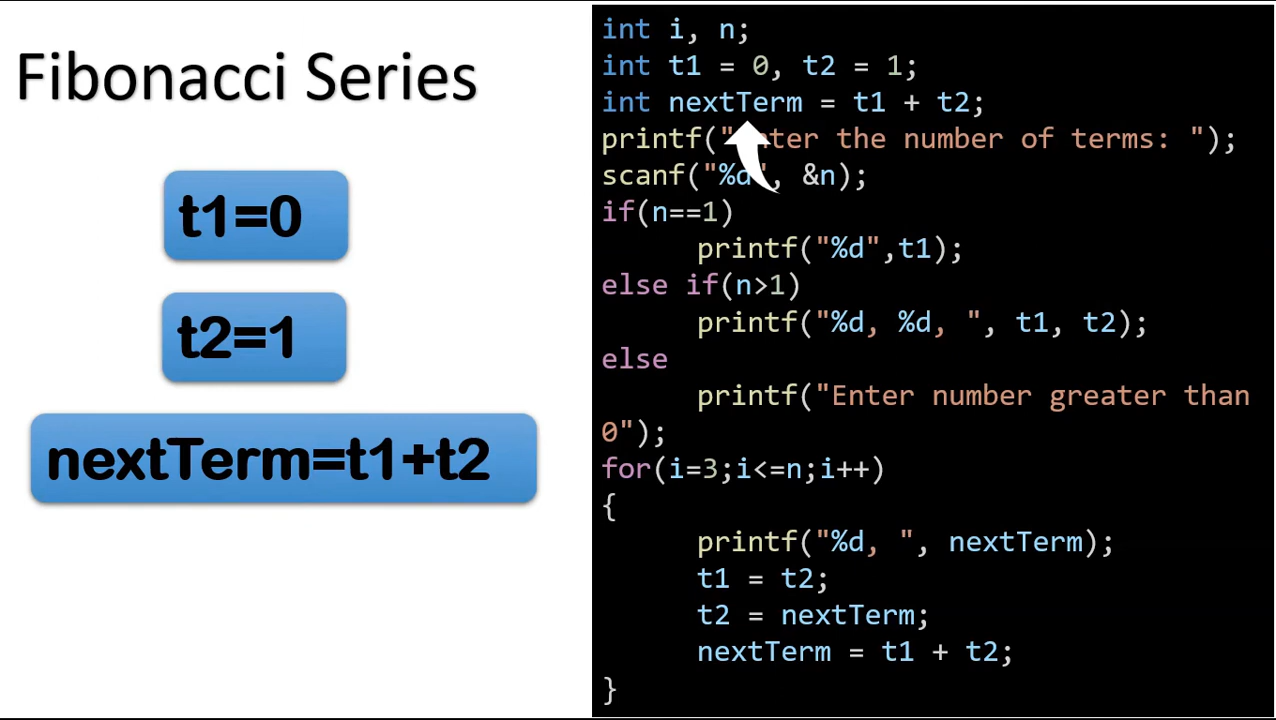 Fibonacci Series
t1=0
t2=1
nextTerm=t1+t2
int i, n;
int t1 = 0, t2 = 1;
int nextTerm = t1 + t2;
printf("Enter the number of terms: ");
scanf("%d", &n);
if(n==1)
printf("%d",t1);
else if(n>1)
printf("%d, %d, ", t1, t2);
else
printf("Enter number greater than
0");
for(i=3;i<=n;i++)
{
printf("%d, ", nextTerm);
t1 = t2;
t2 = nextTerm;
nextTerm = t1 + t2;
}